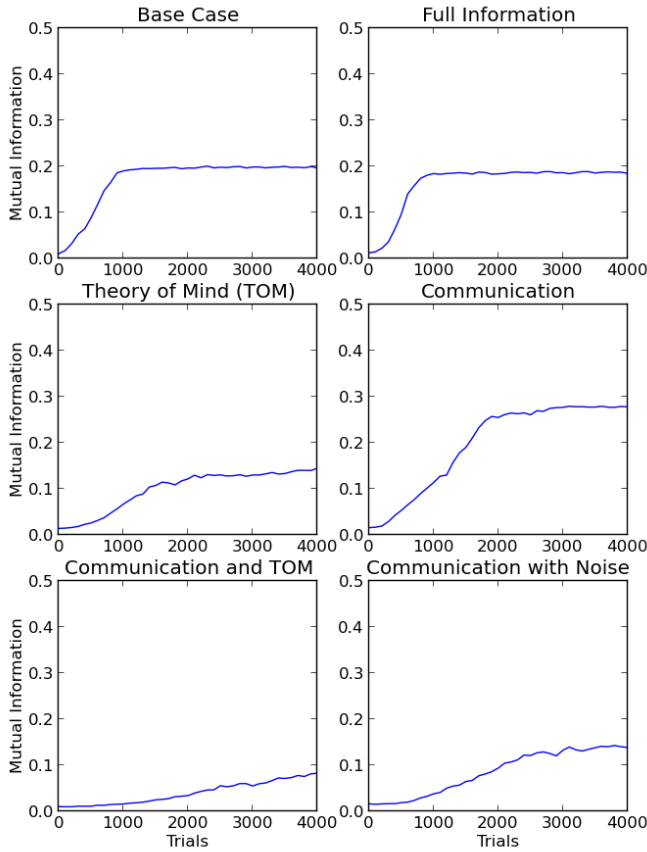 Base Case
Full Information
0.5
0.4
0.3
0.2
0.1
0.0
Mutual Information
0 1000 2000 3000 4000
0.5
0.4
0.3
0.2
0.1
0.0
0 1000 2000 3000 4000
Theory of Mind (TOM)
Communication
0.5
0.4
0.3
0.2
0.1
0.0
Mutual Information
0 1000 2000 3000 4000
0.5
0.4
0.3
0.2
0.1
0.0
0 1000 2000 3000 4000
Communication and TOM
Communication with Noise
0.5
0.4
0.3
0.2
0.1
0.0
Mutual Information
0 1000 2000 3000 4000
Trials
0.5
0.4
0.3
0.2
0.1
0.0
0 1000 2000 3000 4000
Trials